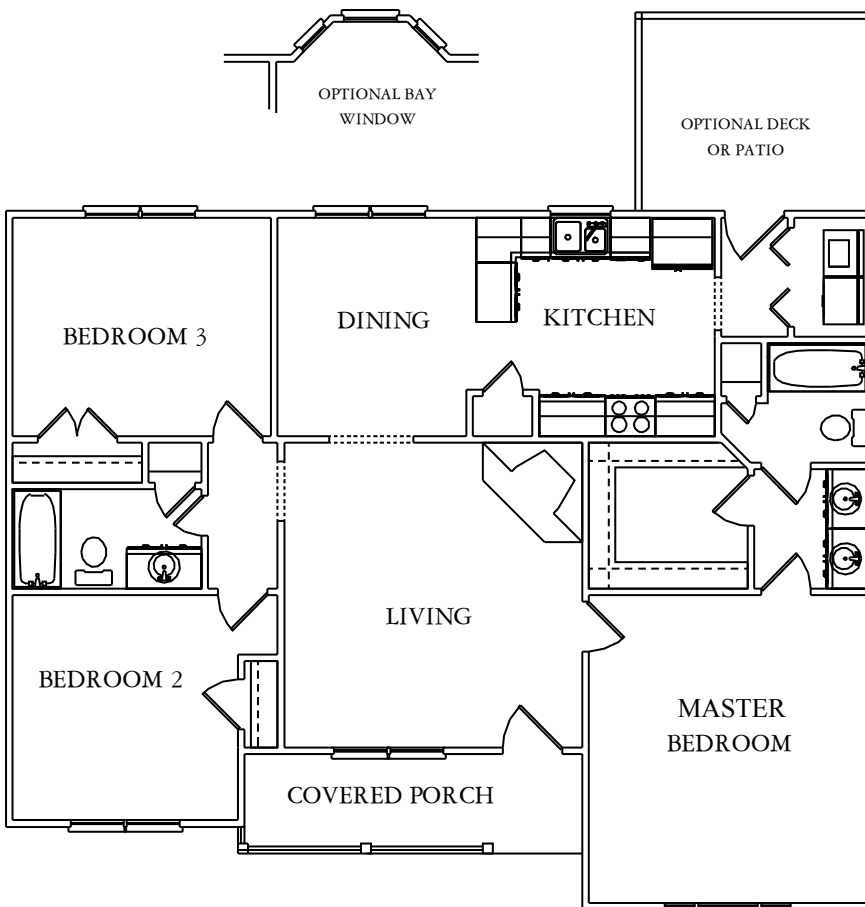 OPTIONAL BAY
WINDOW
OPTIONAL DECK
OR PATIO
BEDROOM 3
DINING
KITCHEN
LIVING
BEDROOM 2
MASTER
BEDROOM
COVERED PORCH